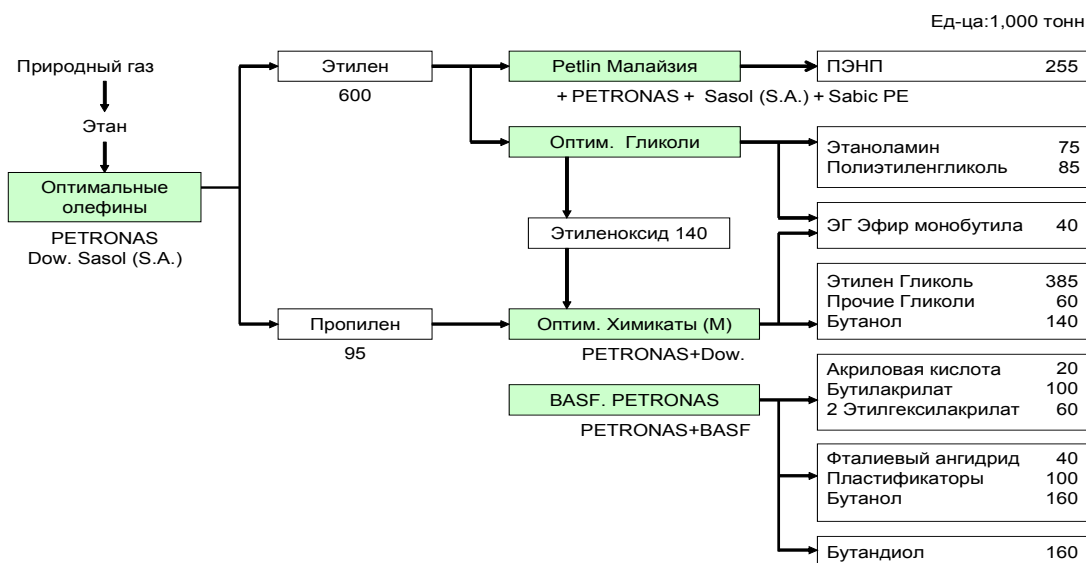 Ед-ца:1,000 тонн
Природный газ
Этан
Оптимальные
олефины
PETRONAS
Dow. Sasol (S.A.)
Этилен
600
Пропилен
95
Petlin Малайзия
+ PETRONAS + Sasol (S.A.) + Sabic PE
Оптим. Гликоли
Этиленоксид 140
Оптим. Химикаты (М)
PETRONAS+Dow.
BASF. PETRONAS
PETRONAS+BASF
ПЭНП 255
Этаноламин 75
Полиэтиленгликоль 85
ЭГ Эфир монобутила 40
Этилен Гликоль 385
Прочие Гликоли 60
Бутанол 140
Акриловая кислота 20
Бутилакрилат 100
2 Этилгексилакрилат 60
Фталиевый ангидрид 40
Пластификаторы 100
Бутанол 160
Бутандиол 160